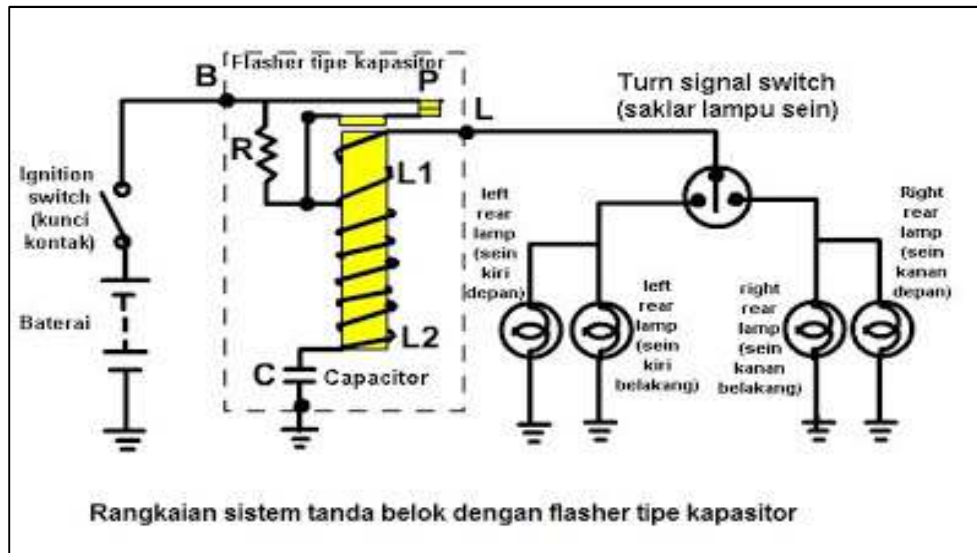 Flasher tipe kapasitor
B
P
L
R
L1
L2
C
Capacitor
Ignition
switch
(kunci
kontak)
Baterai
Turn signal switch
(saklar lampu sein)
left
rear
lamp
(sein
kiri
depan)
left
rear
lamp
(sein
kiri
belakang)
right
rear
lamp
(sein
kanan
belakang)
Right
rear
lamp
(sein
kanan
depan)
Rangkaian sistem tanda belok dengan flasher tipe kapasitor